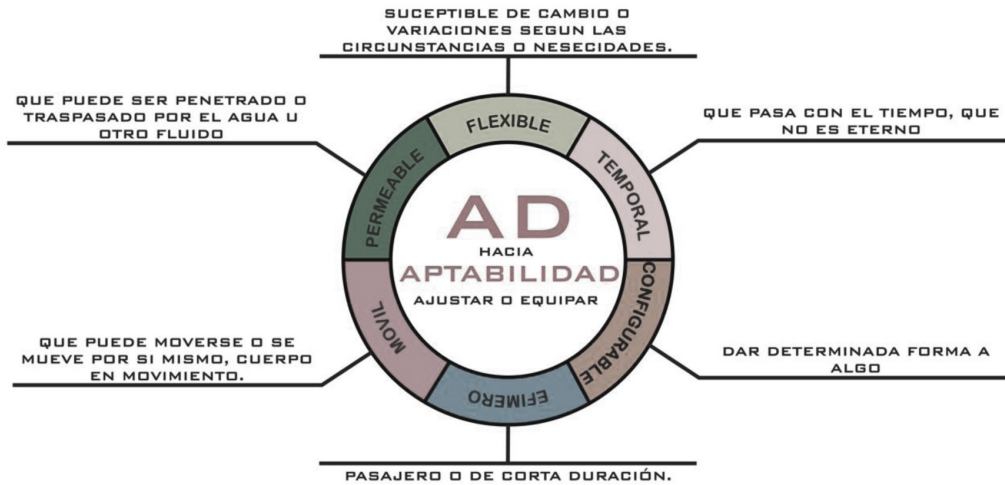 SUCEPTIBLE DE CAMBIO O
VARIACIONES SEGUN LAS
CIRCUNSTANCIAS O NESECIDADES.
QUE PUEDE SER PENETRADO O
TRASPASADO POR EL AGUA U
OTRO FLUIDO
QUE PASA CON EL TIEMPO, QUE
NO ES ETERNO
FLEXIBLE
PERMEABLE
TEMPORAL
AD
HACIA
APTABILIDAD
AJUSTAR O EQUIPAR
MOVIL
CONFIGURABLE
EFIMERO
QUE PUEDE MOVERSE O SE
MUEVE POR SI MISMO, CUERPO
EN MOVIMIENTO.
DAR DETERMINADA FORMA A
ALGO
PASAJERO O DE CORTA DURACIÓN.